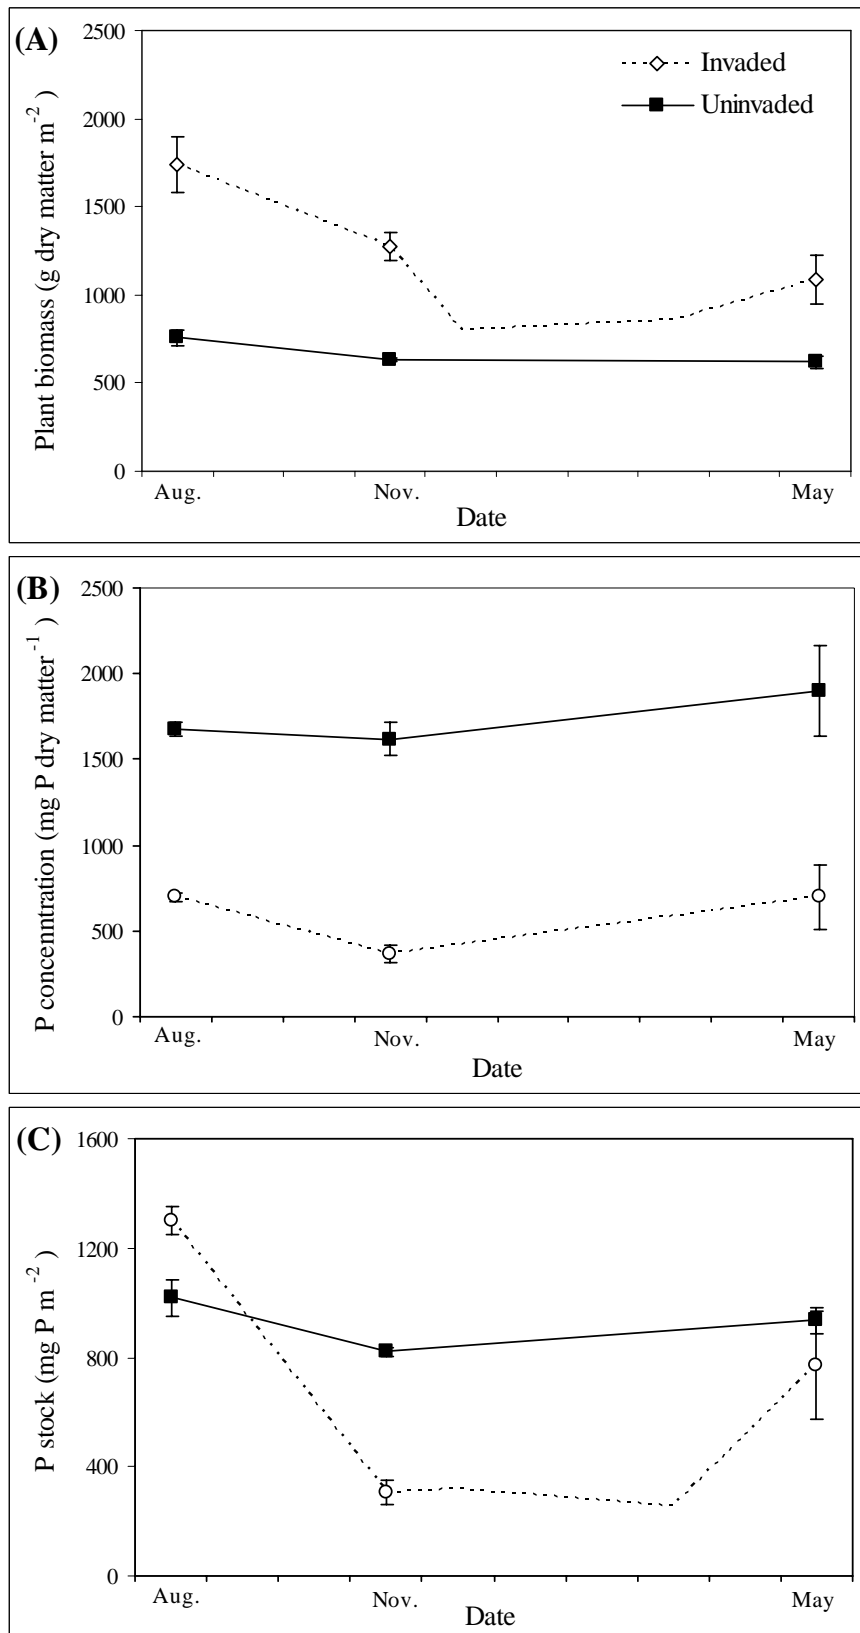 (A)
2500
2000
1500
1000
500
0
Plant biomass (g dry matter m-2 )
Invaded
Uninvaded
Aug.
Nov.
May
Date
(B)
2500
2000
1500
1000
500
0
P concenntration (mg P dry matter-1 )
Aug.
Nov.
May
Date
(C)
1600
1200
800
400
0
P stock (mg P m-2 )
Aug.
Nov.
May
Date